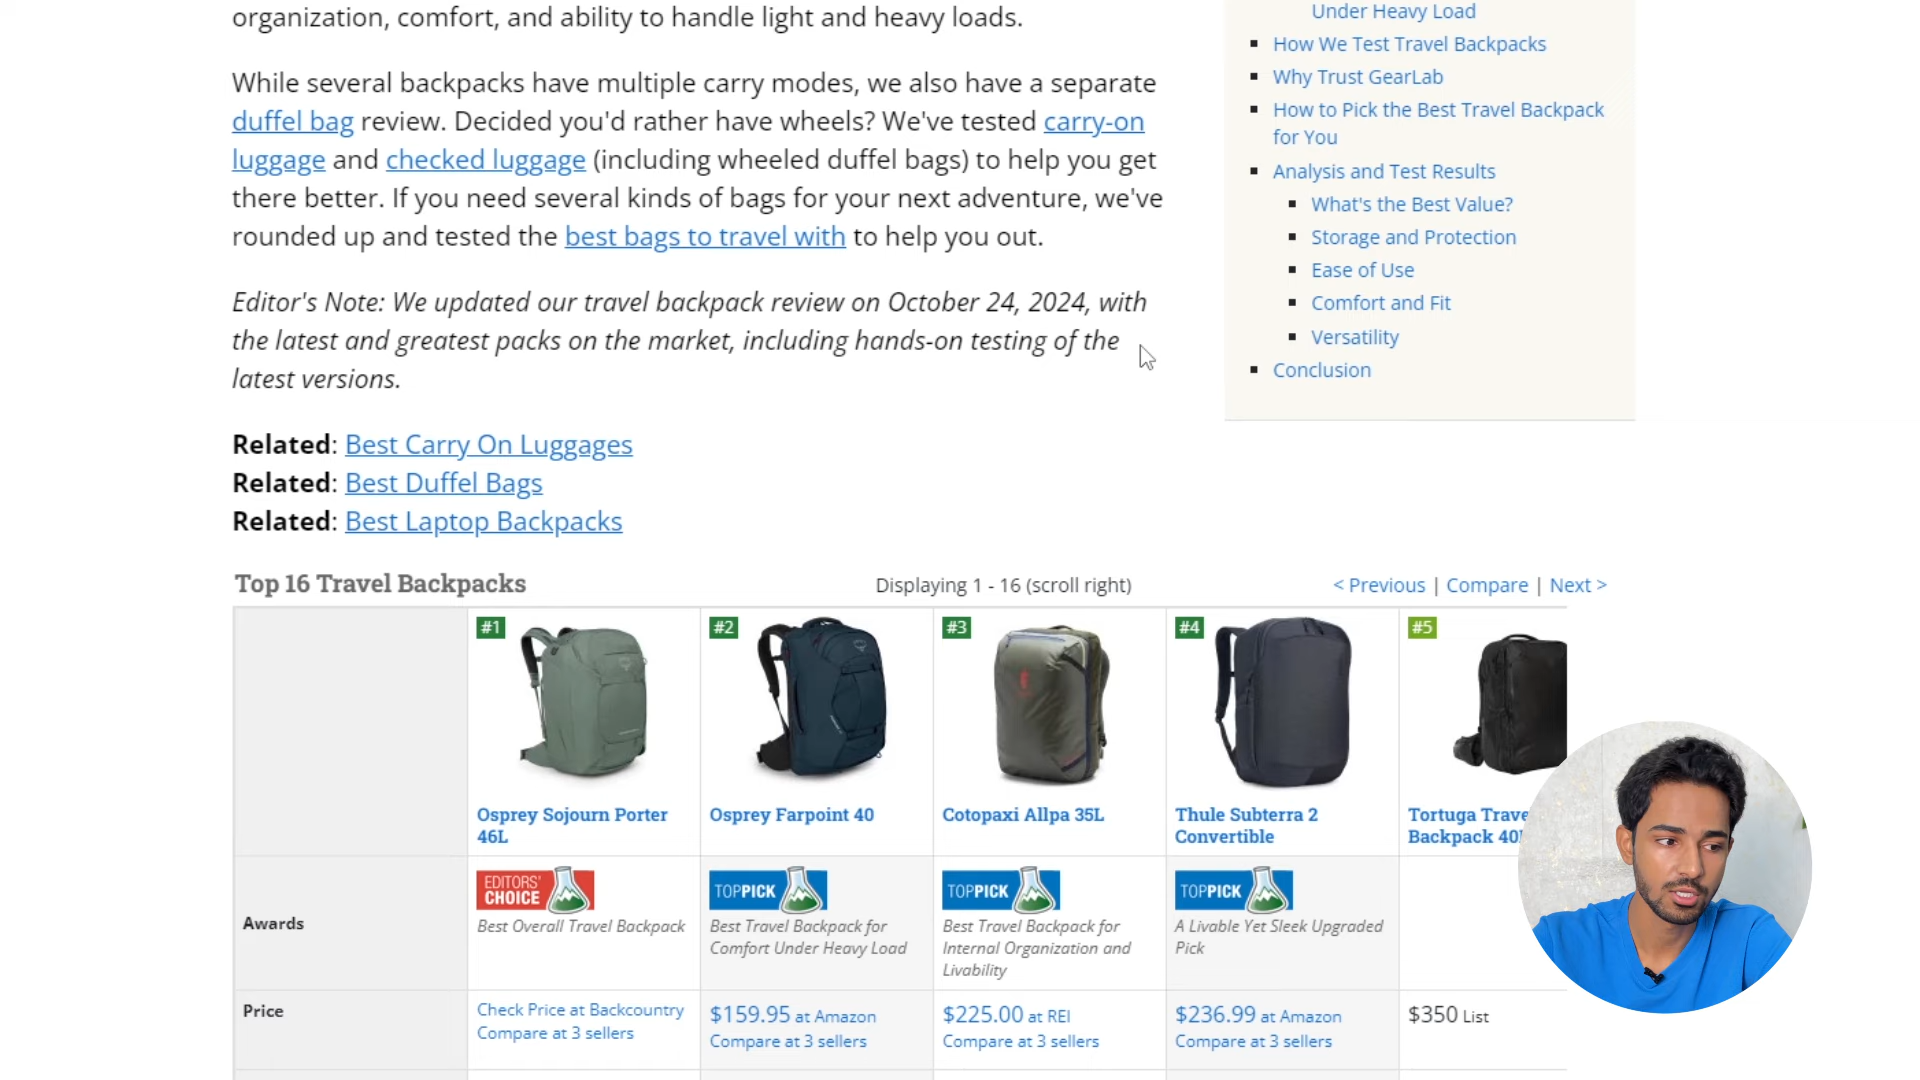 organization, comfort, and ability to handle light and heavy loads.
While several backpacks have multiple carry modes, we also have a separate
duffel bag review. Decided you'd rather have wheels? We've tested carry-on
luggage and checked luggage (including wheeled duffel bags) to help you get
there better. If you need several kinds of bags for your next adventure, we've
rounded up and tested the best bags to travel with to help you out.
Editor's Note: We updated our travel backpack review on October 24, 2024, with
the latest and greatest packs on the market, including hands-on testing of the
latest versions.
Related: Best Carry On Luggages
Related: Best Duffel Bags
Related: Best Laptop Backpacks
Under Heavy Load
How We Test Travel Backpacks
Why Trust GearLab
How to Pick the Best Travel Backpack
for You
Analysis and Test Results
What's the Best Value?
Storage and Protection
Ease of Use
Comfort and Fit
Versatility
Conclusion
Top 16 Travel Backpacks Displaying 1 - 16 (scroll right) < Previous | Compare | Next >
#1 #2 #3 #4 #5
Osprey Sojourn Porter
46L
Osprey Farpoint 40
Cotopaxi Allpa 35L
Thule Subterra 2
Convertible
Tortuga Trave
Backpack 40
Awards
EDITORS'
CHOICE
Best Overall Travel Backpack
TOPPICK
Best Travel Backpack for
Comfort Under Heavy Load
TOPPICK
Best Travel Backpack for
Internal Organization and
Livability
TOPPICK
A Livable Yet Sleek Upgraded
Pick
Price
Check Price at Backcountry
Compare at 3 sellers
$159.95 at Amazon
Compare at 3 sellers
$225.00 at REI
Compare at 3 sellers
$236.99 at Amazon
Compare at 3 sellers
$350 List